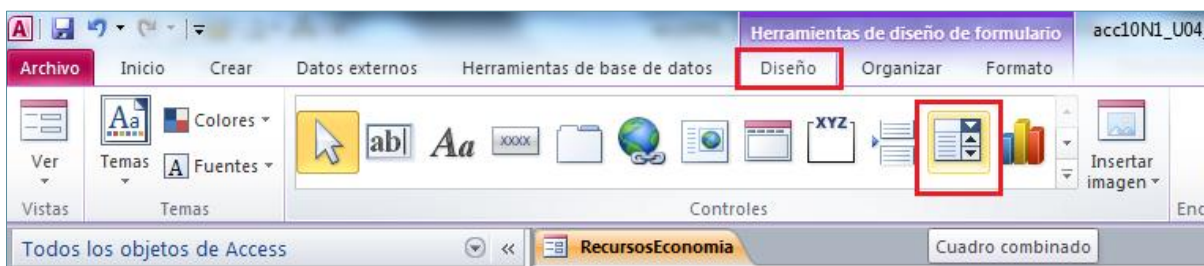 A
Herramientas de diseño de formulario acc10N1_U04
Archivo Inicio Crear Datos externos Herramientas de base de datos Diseño Organizar Formato
Aa Colores ab| Aa XXXX XYZ
Ver Temas A Fuentes Insertar imagen
Vistas Temas Controles Enc
Todos los objetos de Access « RecursosEconomia Cuadro combinado